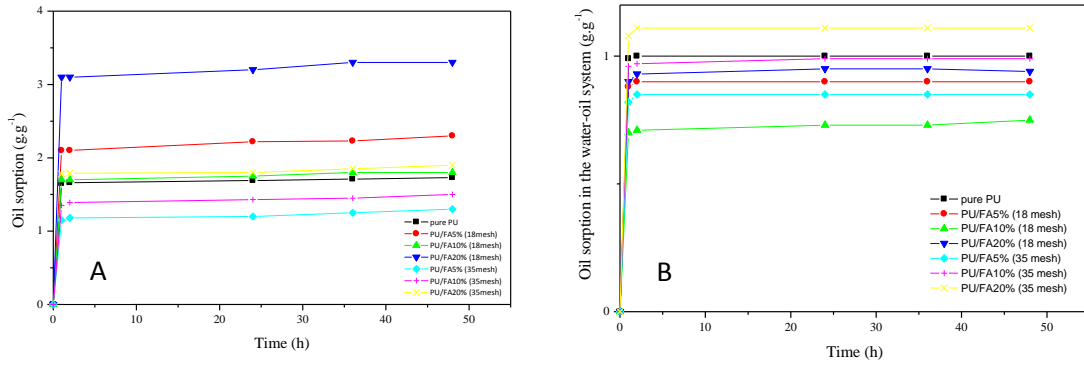 Oil sorption (g.g-1)
4
3
2
1
0
0
10
20
30
40
50
Time (h)
A
pure PU
PU/FA5% (18mesh)
PU/FA10% (18mesh)
PU/FA20% (18mesh)
PU/FA5% (35mesh)
PU/FA10% (35mesh)
PU/FA20% (35mesh)
Oil sorption in the water-oil system (g.g-1)
1
0
0
10
20
30
40
50
Time (h)
B
pure PU
PU/FA5% (18 mesh)
PU/FA10% (18 mesh)
PU/FA20% (18 mesh)
PU/FA5% (35 mesh)
PU/FA10% (35 mesh)
PU/FA20% (35 mesh)